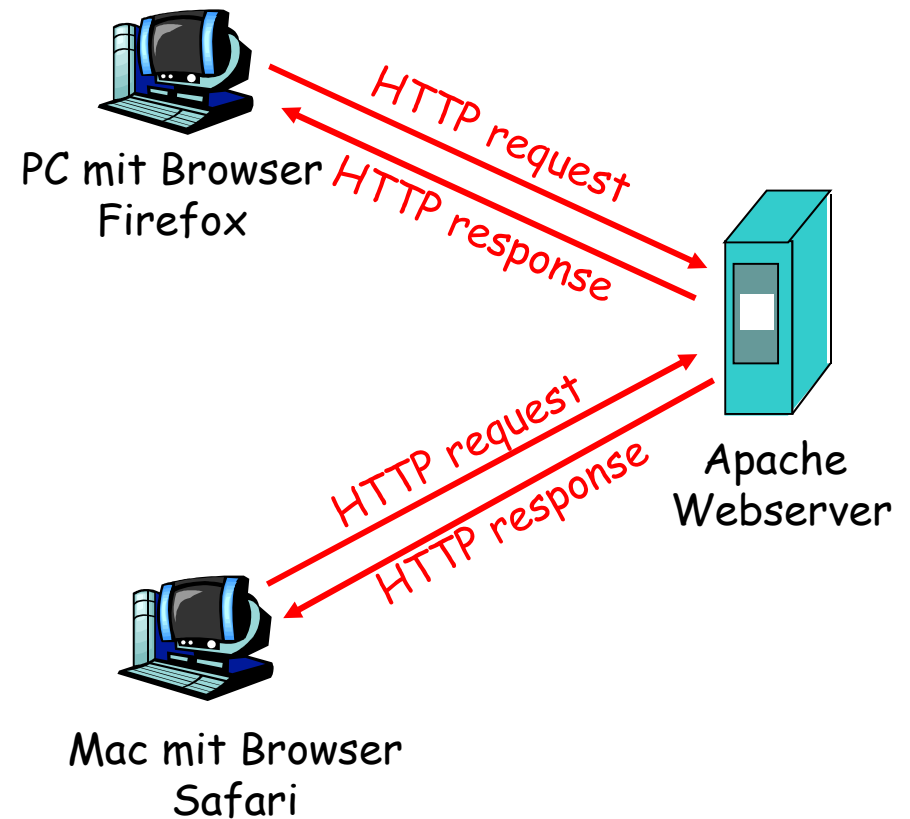 HTTP request
PC mit Browser
Firefox
HTTP response
HTTP request
HTTP response
Apache
Webserver
Mac mit Browser
Safari